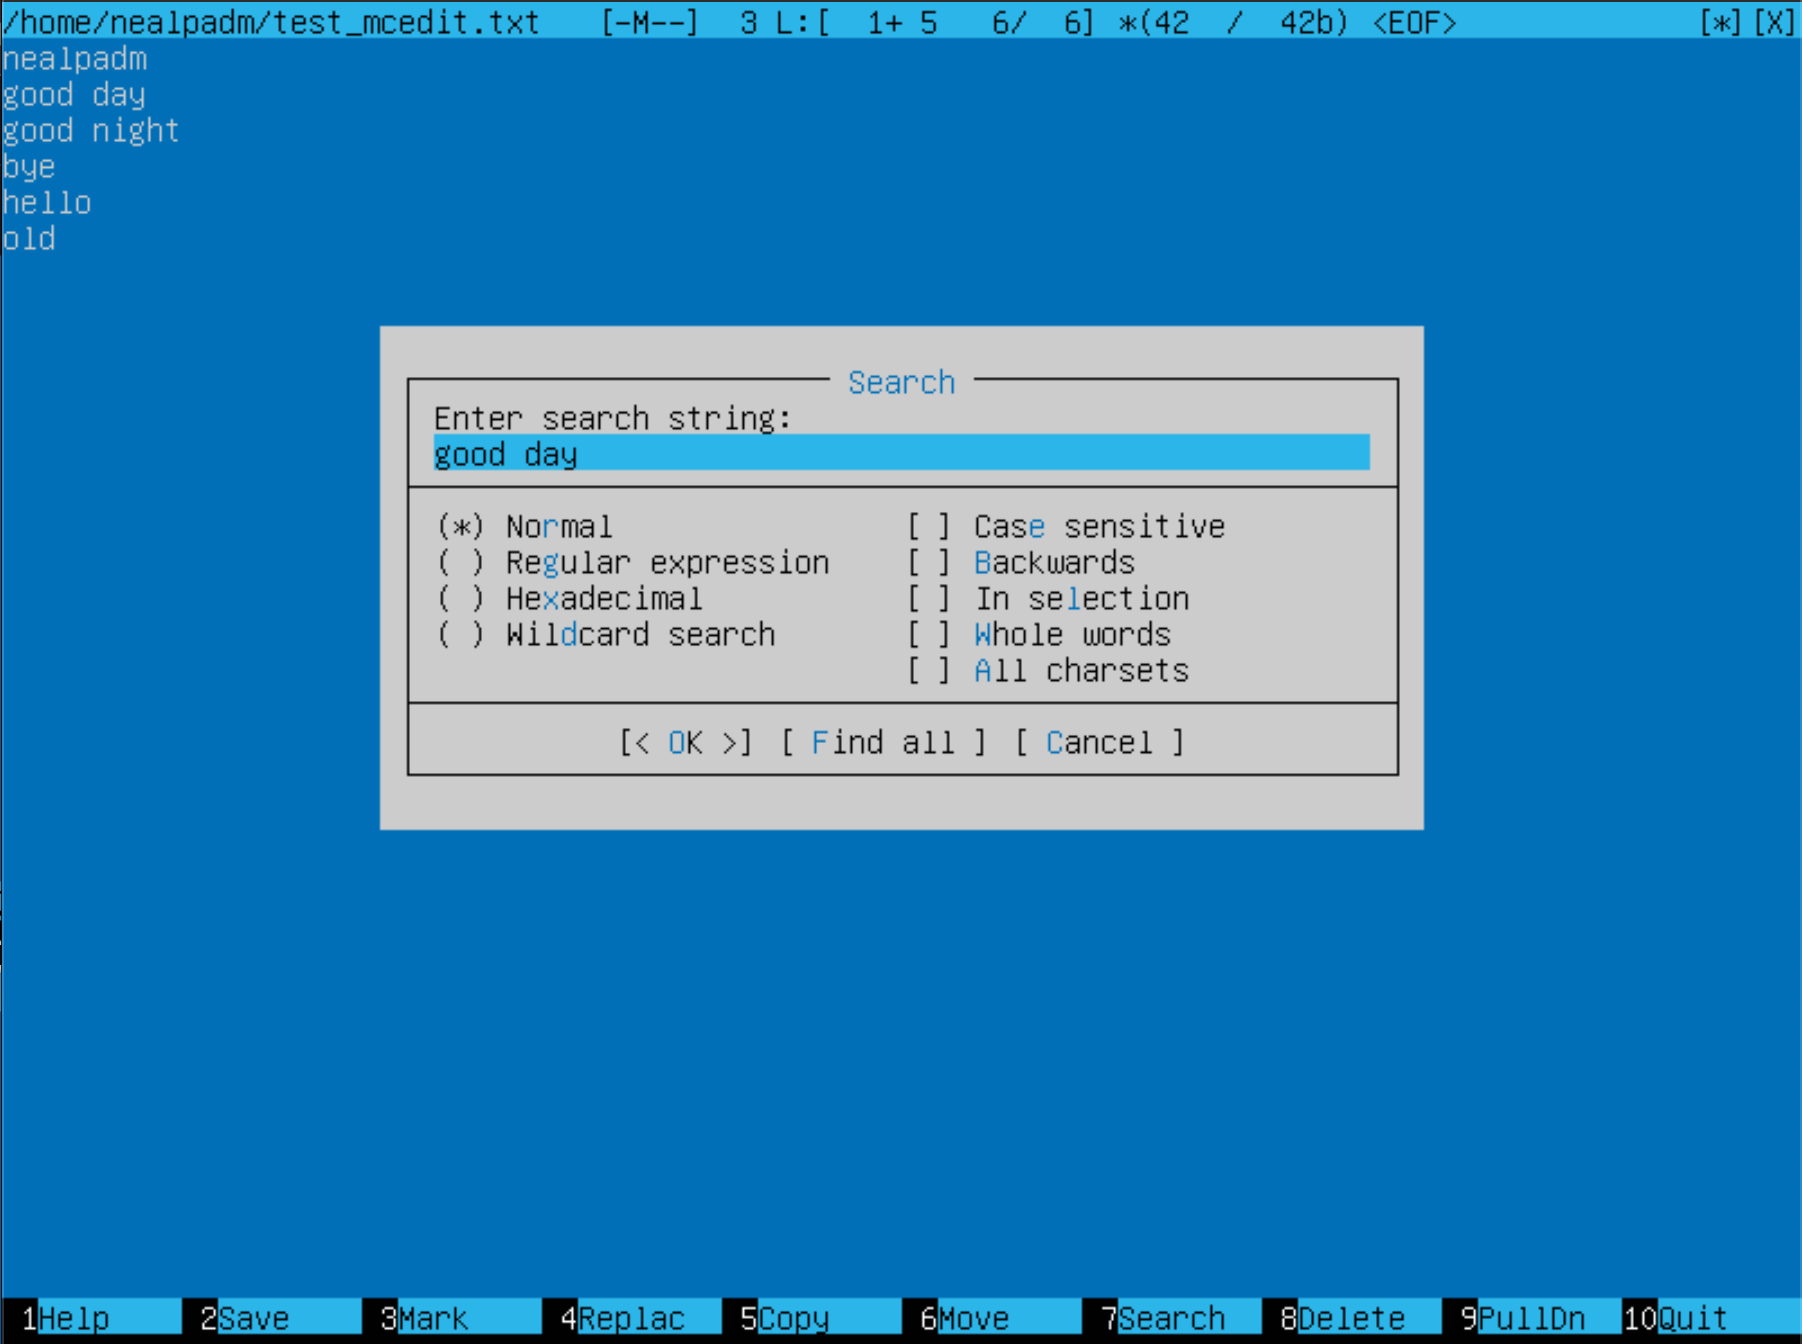 /home/nealpadm/test_mcedit.txt [-M--] 3 L:[ 1+ 5 6/ 6] *(42 / 42b) <EOF> [*][X]
nealpadm
good day
good night
bye
hello
old
Search
Enter search string:
good day
(*) Normal [ ] Case sensitive
( ) Regular expression [ ] Backwards
( ) Hexadecimal [ ] In selection
( ) Wildcard search [ ] Whole words
[ ] All charsets
[< OK >] [ Find all ] [ Cancel ]
1Help 2Save 3Mark 4Replac 5Copy 6Move 7Search 8Delete 9PullDn 10Quit